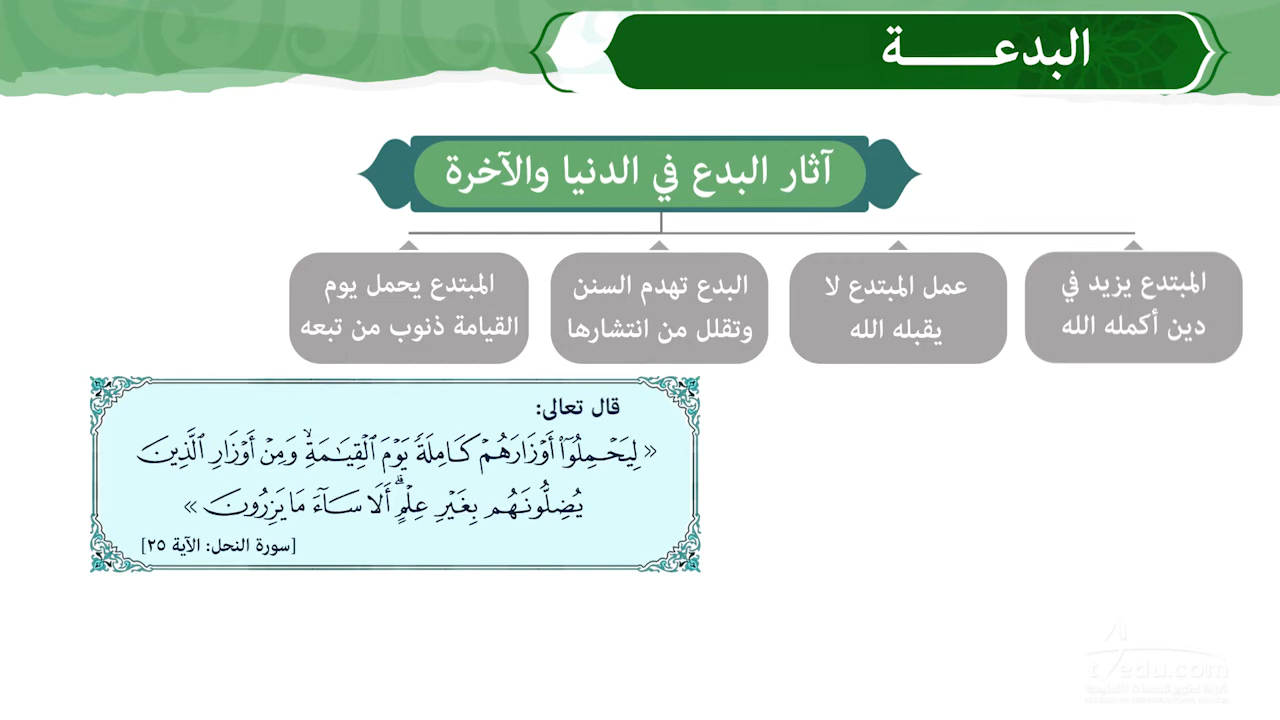 البدعـــــــة
آثار البدع في الدنيا والآخرة
المبتدع يزيد في
دين أكمله الله
عمل المبتدع لا
يقبله الله
البدع تهدم السنن
وتقلل من انتشارها
المبتدع يحمل يوم
القيامة ذنوب من تبعه
قال تعالى:
« لِيَحْمِلُوٓا۟ أَوْزَارَهُمْ كَامِلَةً يَوْمَ ٱلْقِيَـٰمَةِ ۙ وَمِنْ أَوْزَارِ ٱلَّذِينَ
يُضِلُّونَهُم بِغَيْرِ عِلْمٍ ۗ أَلَا سَآءَ مَا يَزِرُونَ »
[سورة النحل: الآية ٢٥]
t4edu.com